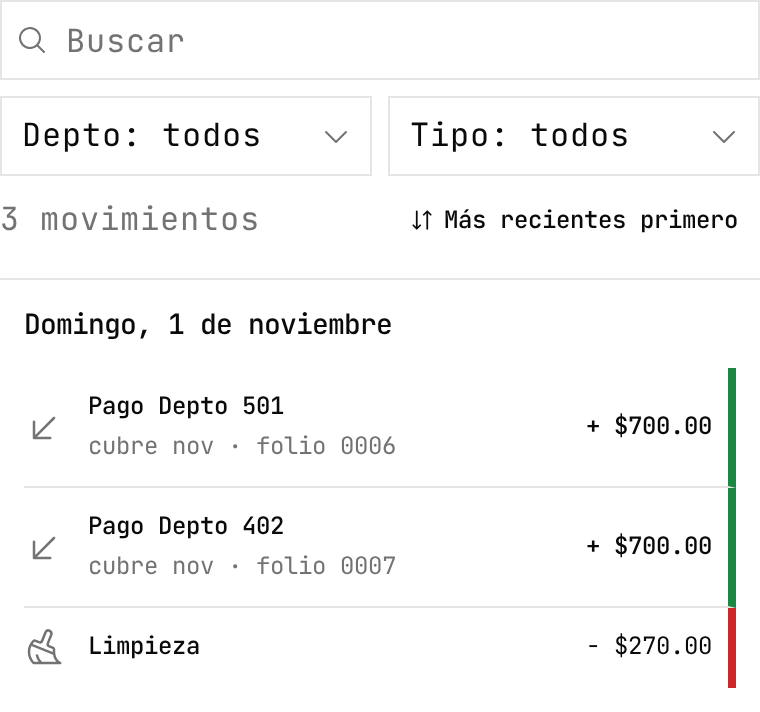 Buscar
Depto: todos
Tipo: todos
3 movimientos
Más recientes primero
Domingo, 1 de noviembre
Pago Depto 501
cubre nov · folio 0006
+ $700.00
Pago Depto 402
cubre nov · folio 0007
+ $700.00
Limpieza
- $270.00